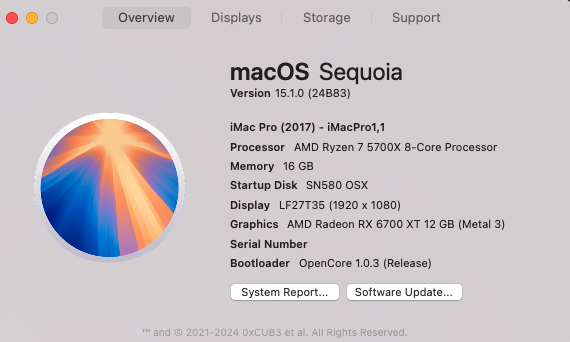 Overview Displays Storage Support
macOS Sequoia
Version 15.1.0 (24B83)
iMac Pro (2017) - iMacPro1,1
Processor AMD Ryzen 7 5700X 8-Core Processor
Memory 16 GB
Startup Disk SN580 OSX
Display LF27T35 (1920 x 1080)
Graphics AMD Radeon RX 6700 XT 12 GB (Metal 3)
Serial Number
Bootloader OpenCore 1.0.3 (Release)
System Report... Software Update...
™ and © 2021-2024 0xCUB3 et al. All Rights Reserved.